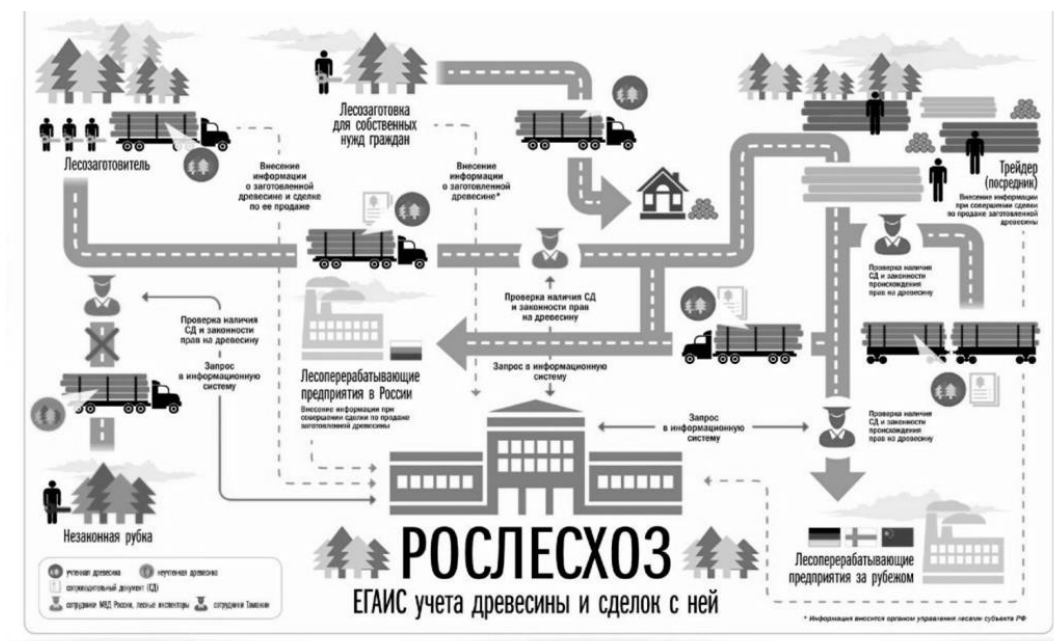 Лесозаготовитель
Внесение
информации
о заготовленной
древесине и сделке
по ее продаже
Лесозаготовка
для собственных
нужд граждан
Внесение
информации
о заготовленной
древесине*
Трейдер
(посредник)
Внесение информации
при совершении сделки
по продаже заготовленной
древесины
Проверка наличия
СД и законности
прав на древесину
Запрос
в информационную
систему
Незаконная рубка
Лесоперерабатывающие
предприятия в России
Внесение информации при
совершении сделки по продаже
заготовленной древесины
Проверка наличия СД
и законности прав
на древесину
Запрос в информационную
систему
Проверка наличия
СД и законности
происхождения
прав на древесину
Запрос
в информационную
систему
Проверка наличия
СД и законности
происхождения
прав на древесину
Лесоперерабатывающие
предприятия за рубежом
РОСЛЕСХОЗ
ЕГАИС учета древесины и сделок с ней
учтенная древесина
неучтенная древесина
сопроводительный документ (СД)
сотрудники МВД России, лесные инспекторы
сотрудники Таможни
* Информация вносится органом управления лесами субъекта РФ